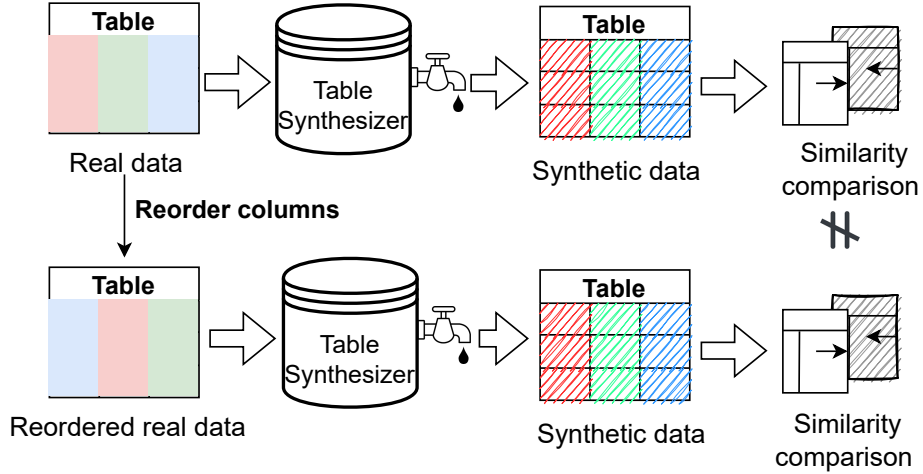 Table
Real data
Table
Synthesizer
Table
Synthetic data
Similarity
comparison
Reorder columns
Table
Reordered real data
Table
Synthesizer
Table
Synthetic data
Similarity
comparison